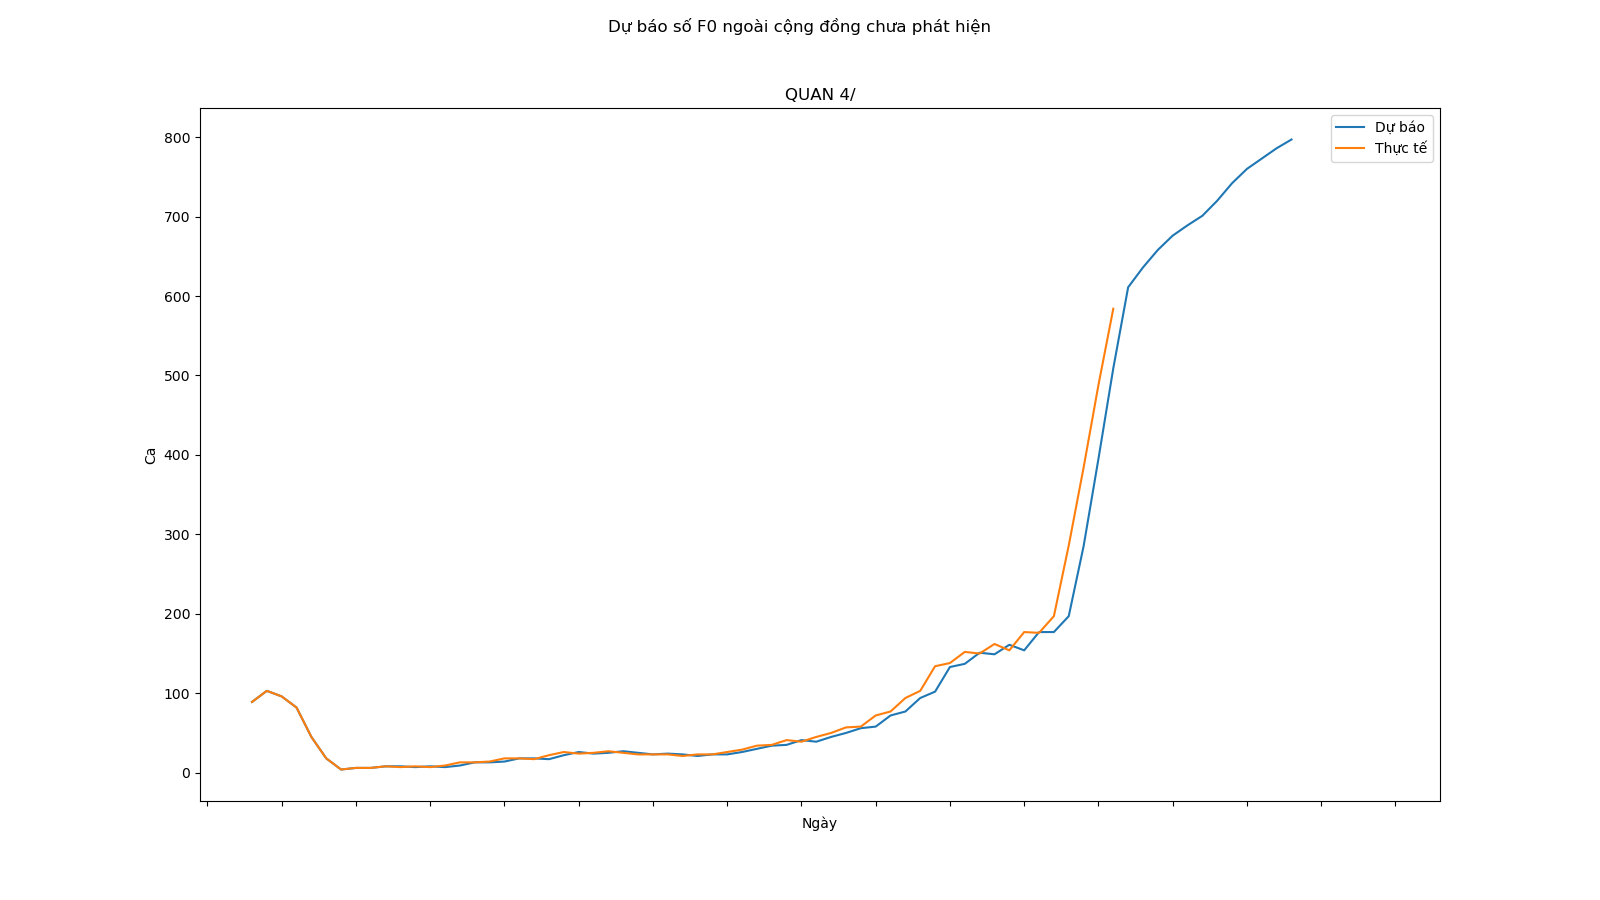 Dự báo số F0 ngoài cộng đồng chưa phát hiện
QUAN 4/
Dự báo
Thực tế
800
700
600
500
400
300
200
100
0
Ca
Ngày